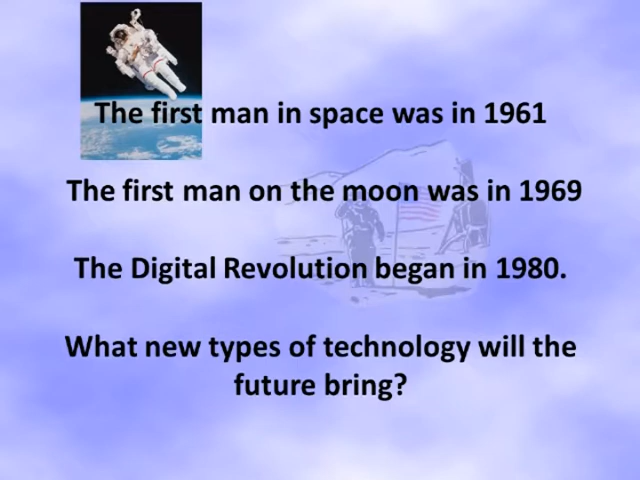 The first man in space was in 1961
The first man on the moon was in 1969
The Digital Revolution began in 1980.
What new types of technology will the
future bring?